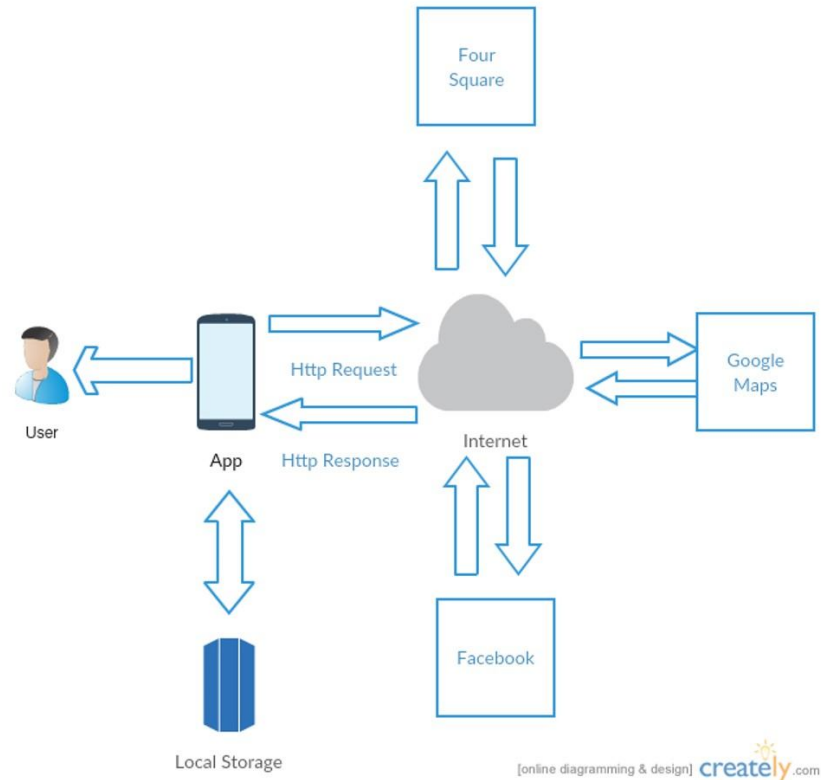 Four
Square
Http Request
Google
Maps
User
App
Http Response
Internet
Facebook
Local Storage
[online diagramming & design] creately.com